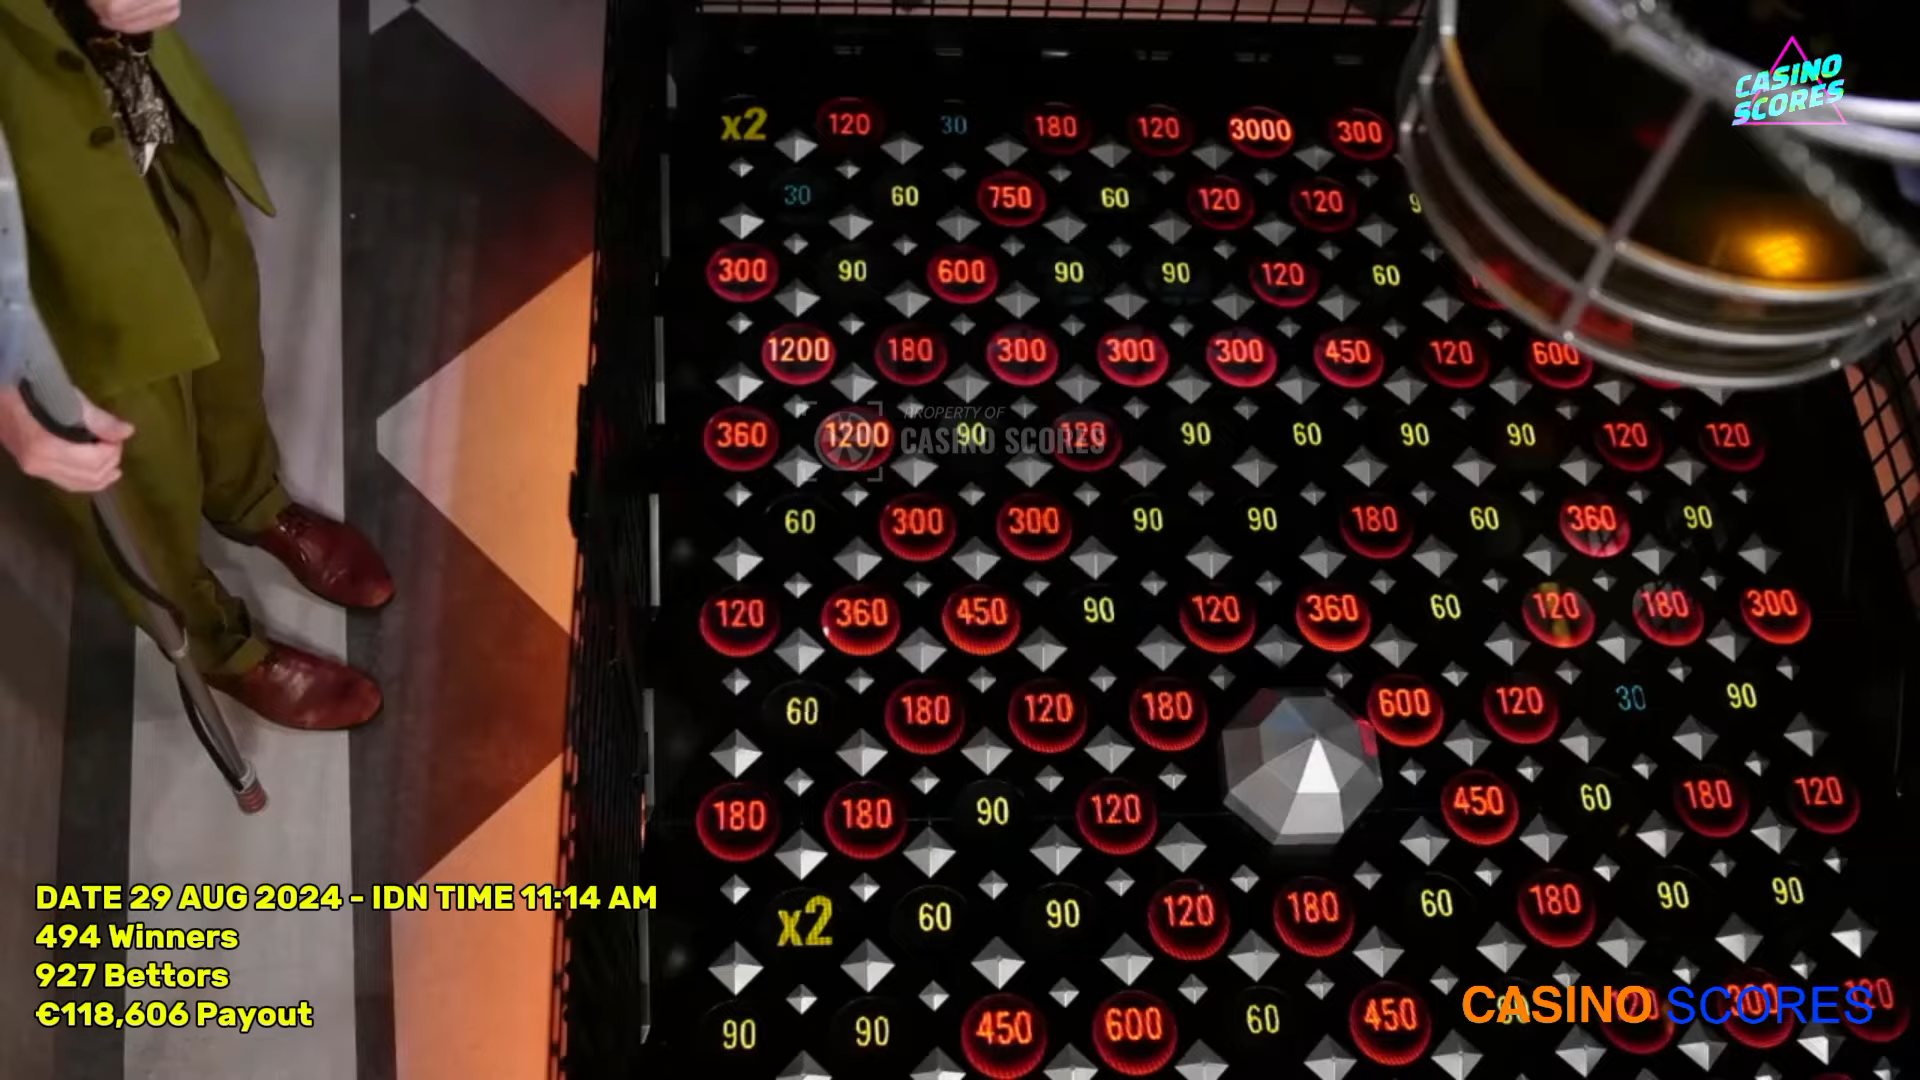 CASINO
SCORES
x2 120 30 180 120 3000 300
30 60 750 60 120 120
300 90 600 90 90 120 60
1200 180 300 300 300 450 120 600
PROPERTY OF
CASINO SCORES
360 1200 90 120 90 60 90 90 120 120
60 300 300 90 90 180 60 360 90
120 360 450 90 120 360 60 120 180 300
60 180 120 180 600 120 30 90
180 180 90 120 450 60 180 120
x2 60 90 120 180 60 180 90 90
90 90 450 600 60 450
DATE 29 AUG 2024 - IDN TIME 11:14 AM
494 Winners
927 Bettors
€118,606 Payout
CASINO SCORES